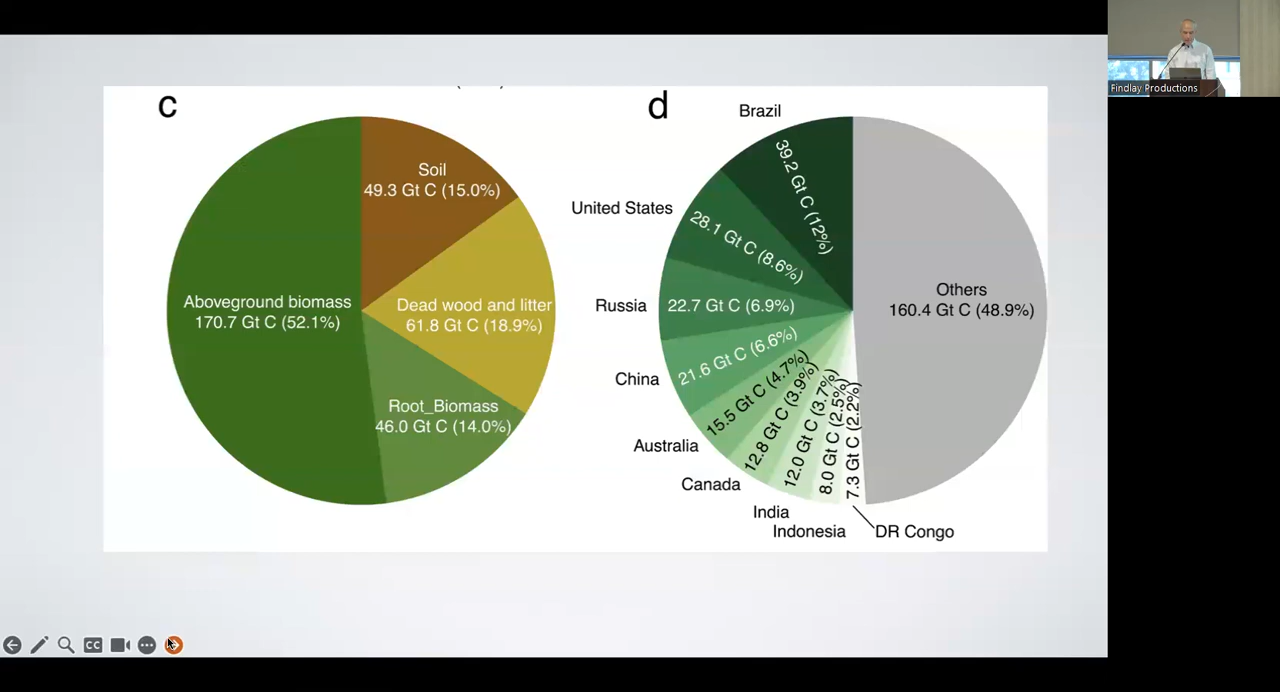 c
Soil
49.3 Gt C (15.0%)
Aboveground biomass
170.7 Gt C (52.1%)
Dead wood and litter
61.8 Gt C (18.9%)
Root_Biomass
46.0 Gt C (14.0%)
d
Brazil
39.2 Gt C (12%)
United States
28.1 Gt C (8.6%)
Russia
22.7 Gt C (6.9%)
China
21.6 Gt C (6.6%)
Australia
15.5 Gt C (4.7%)
Canada
12.8 Gt C (3.9%)
India
12.0 Gt C (3.7%)
Indonesia
8.0 Gt C (2.5%)
DR Congo
7.3 Gt C (2.2%)
Others
160.4 Gt C (48.9%)
Findlay Productions
CC